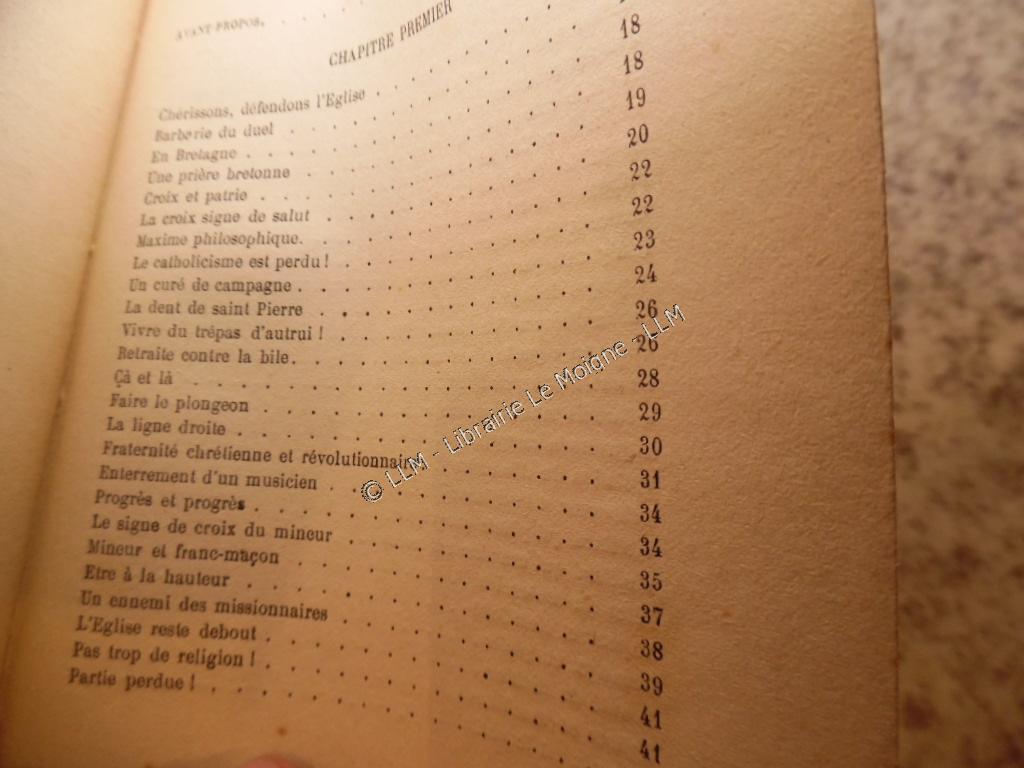 AVANT-PROPOS.
CHAPITRE PREMIER
Chérissons, défendons l'Eglise
Barberie du duel 18
En Bretagne 18
Une prière bretonne 19
Croix et patrie 20
La croix signe de salut 22
Maxime philosophique. 22
Le catholicisme est perdu ! 23
Un curé de campagne 24
La dent de saint Pierre 26
Vivre du trépas d'autrui ! 26
Retraite contre la bile. 28
Çà et là 29
Faire le plongeon 30
La ligne droite 31
Fraternité chrétienne et révolutionnaire 34
Enterrement d'un musicien 34
Progrès et progrès 35
Le signe de croix du mineur 37
Mineur et franc-maçon 38
Etre à la hauteur 39
Un ennemi des missionnaires 41
L'Eglise reste debout 41
Pas trop de religion !
Partie perdue !
© LLM - Librairie Le Moigne - LLM